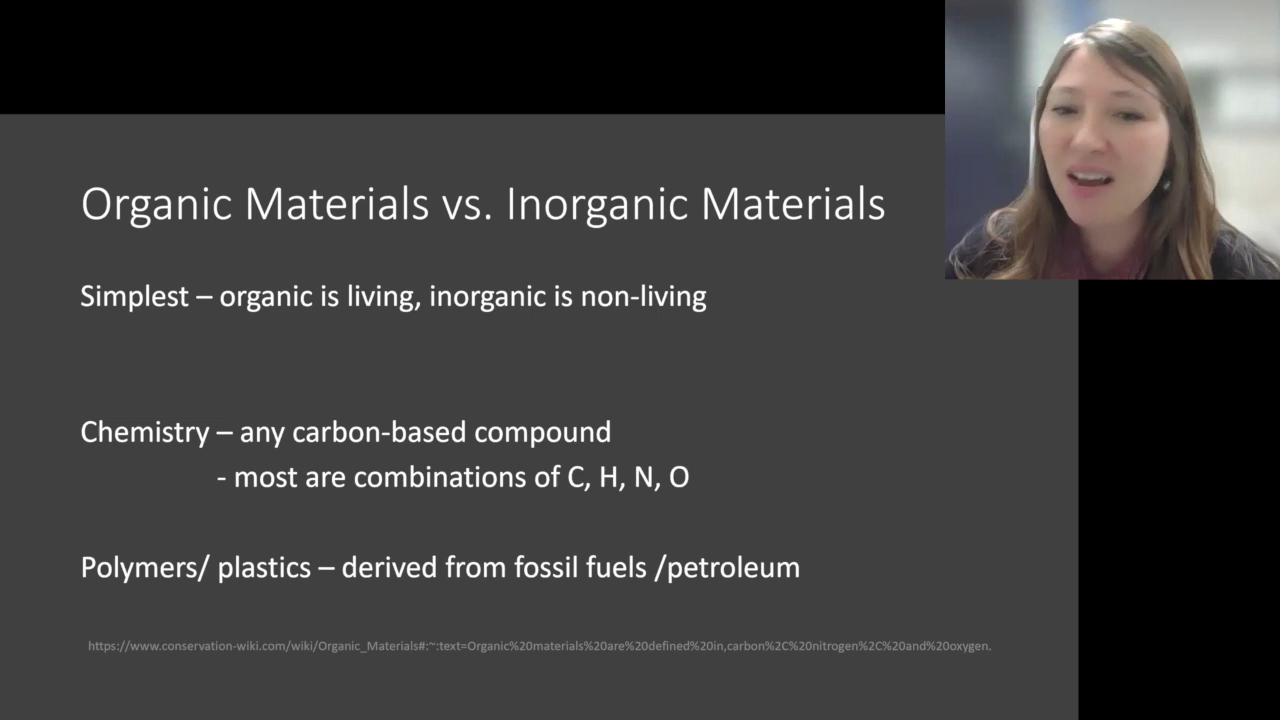 Organic Materials vs. Inorganic Materials
Simplest – organic is living, inorganic is non-living
Chemistry – any carbon-based compound
- most are combinations of C, H, N, O
Polymers/ plastics – derived from fossil fuels /petroleum
https://www.conservation-wiki.com/wiki/Organic_Materials#:~:text=Organic%20materials%20are%20defined%20in,carbon%2C%20nitrogen%2C%20and%20oxygen.